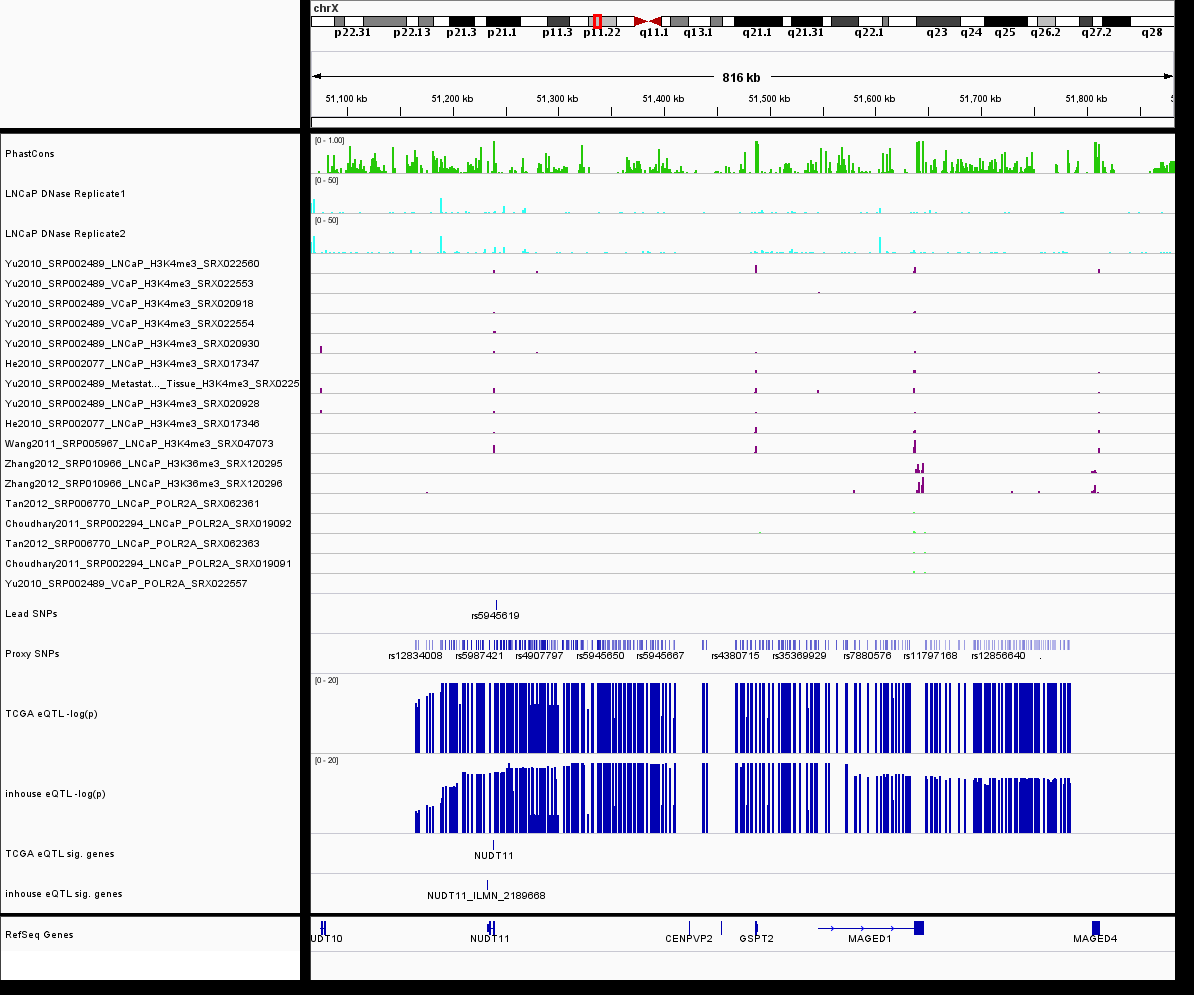 chrX
p22.31 p22.13 p21.3 p21.1 p11.3 p11.22 q11.1 q13.1 q21.1 q21.31 q22.1 q23 q24 q25 q26.2 q27.2 q28
816 kb
51,100 kb 51,200 kb 51,300 kb 51,400 kb 51,500 kb 51,600 kb 51,700 kb 51,800 kb
PhastCons [0 - 1.00]
LNCaP DNase Replicate1 [0 - 50]
LNCaP DNase Replicate2 [0 - 50]
Yu2010_SRP002489_LNCaP_H3K4me3_SRX022560
Yu2010_SRP002489_VCaP_H3K4me3_SRX022553
Yu2010_SRP002489_VCaP_H3K4me3_SRX020918
Yu2010_SRP002489_VCaP_H3K4me3_SRX022554
Yu2010_SRP002489_LNCaP_H3K4me3_SRX020930
He2010_SRP002077_LNCaP_H3K4me3_SRX017347
Yu2010_SRP002489_Metastat..._Tissue_H3K4me3_SRX0225
Yu2010_SRP002489_LNCaP_H3K4me3_SRX020928
He2010_SRP002077_LNCaP_H3K4me3_SRX017346
Wang2011_SRP005967_LNCaP_H3K4me3_SRX047073
Zhang2012_SRP010966_LNCaP_H3K36me3_SRX120295
Zhang2012_SRP010966_LNCaP_H3K36me3_SRX120296
Tan2012_SRP006770_LNCaP_POLR2A_SRX062361
Choudhary2011_SRP002294_LNCaP_POLR2A_SRX019092
Tan2012_SRP006770_LNCaP_POLR2A_SRX062363
Choudhary2011_SRP002294_LNCaP_POLR2A_SRX019091
Yu2010_SRP002489_VCaP_POLR2A_SRX022557
Lead SNPs rs5945619
Proxy SNPs rs12834008 rs5987421 rs4907797 rs5945650 rs5945667 rs4380715 rs35369929 rs7880576 rs11797168 rs12856640 .
TCGA eQTL -log(p) [0 - 20]
inhouse eQTL -log(p) [0 - 20]
TCGA eQTL sig. genes NUDT11
inhouse eQTL sig. genes NUDT11_ILMN_2189668
RefSeq Genes UDT10 NUDT11 CENPVP2 GSPT2 MAGED1 MAGED4